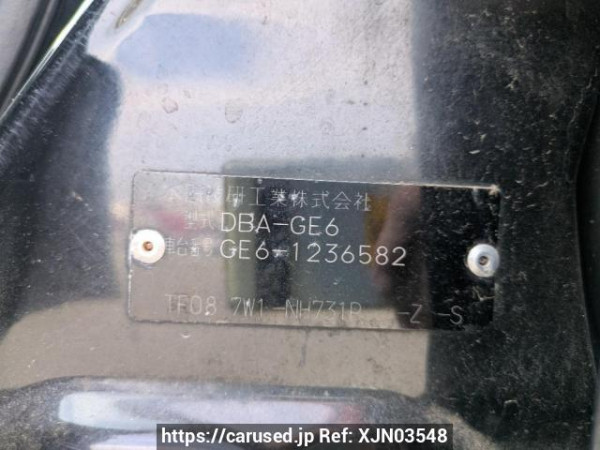 本田技研工業株式会社
型式 DBA-GE6
車台番号 GE6-1236582
TF08 7W1-NH731P -Z -S
https://carused.jp Ref: XJN03548